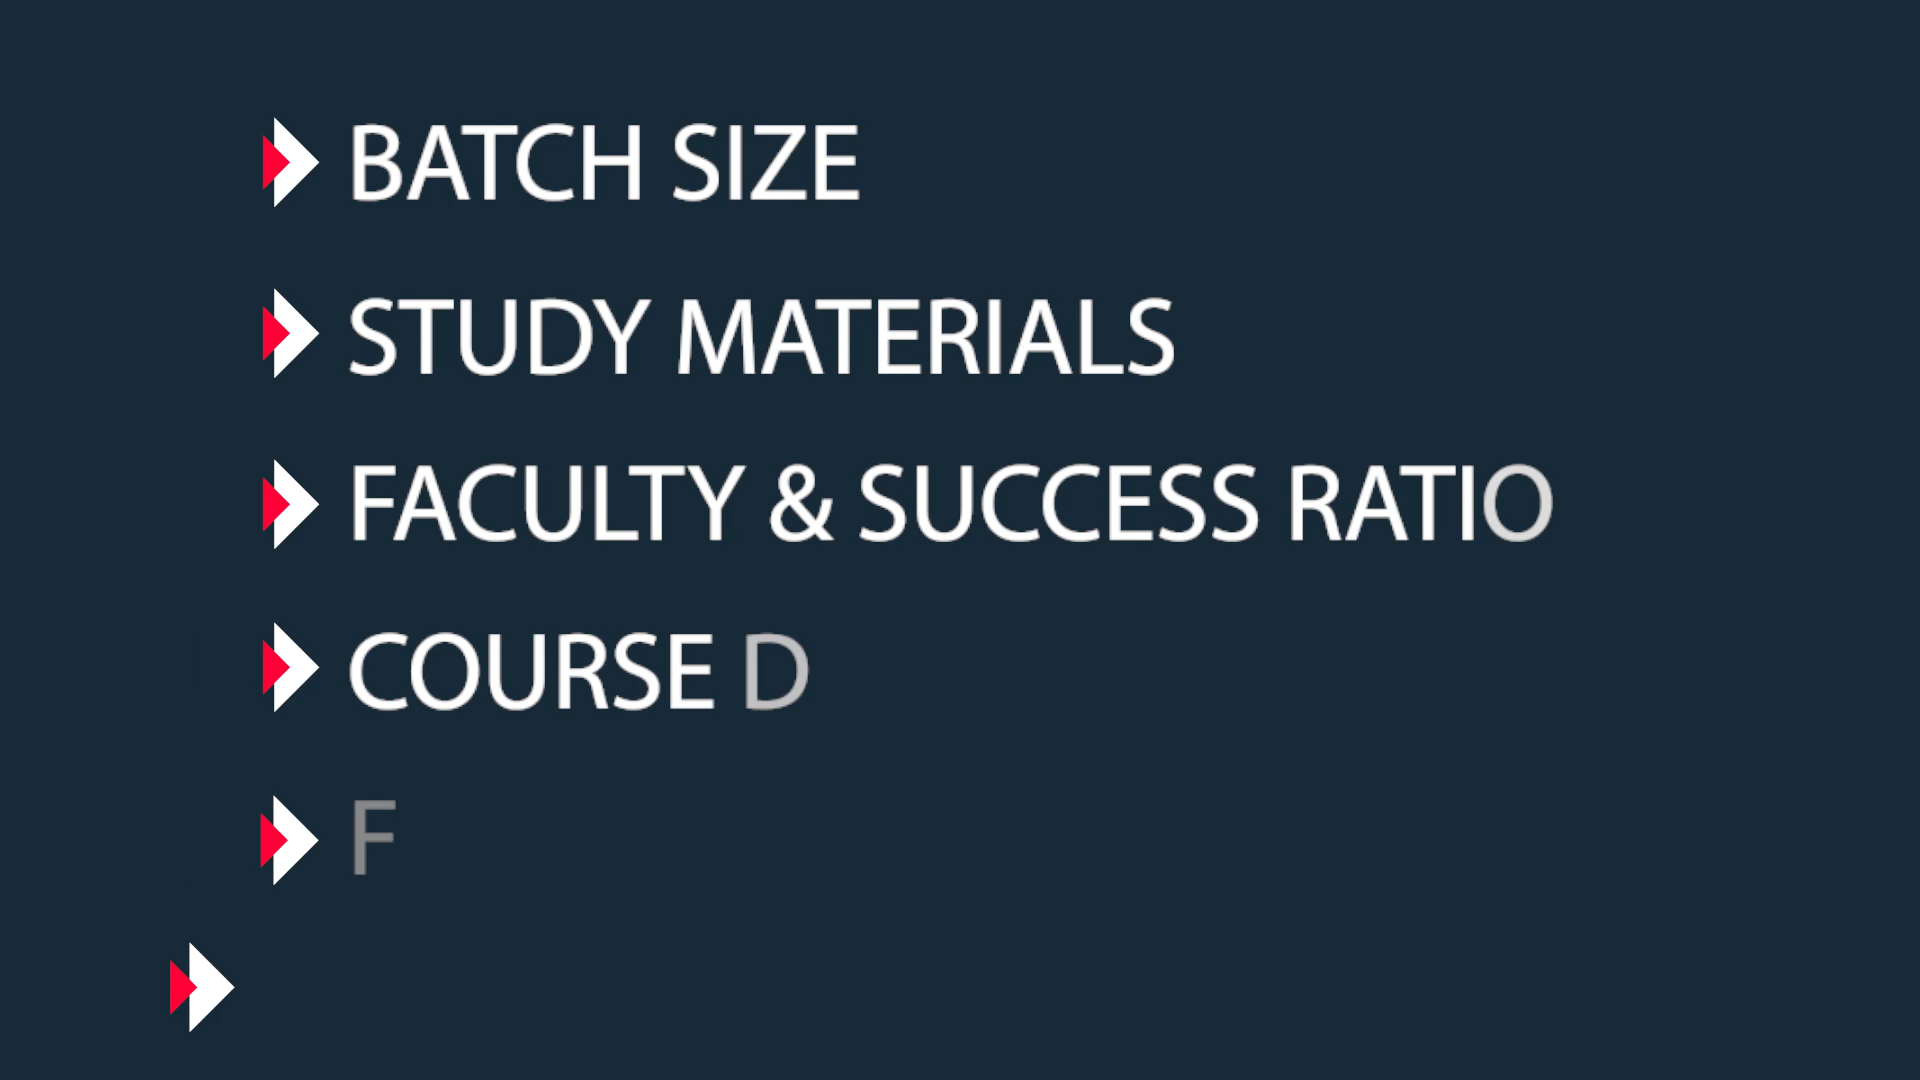 BATCH SIZE
STUDY MATERIALS
FACULTY & SUCCESS RATIO
COURSE D
F